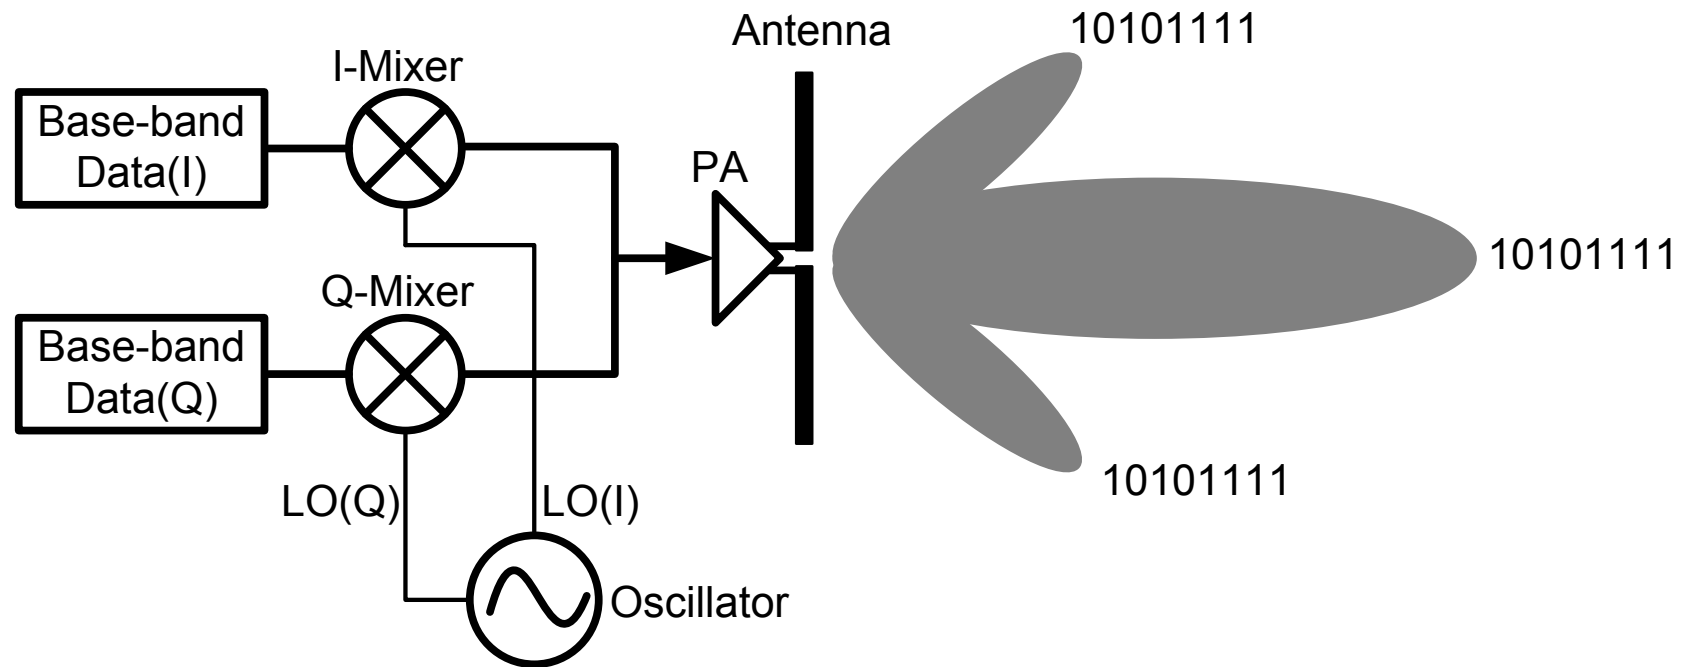 Antenna
10101111
I-Mixer
Base-band
Data(I)
PA
10101111
Q-Mixer
Base-band
Data(Q)
10101111
LO(Q)
LO(I)
Oscillator